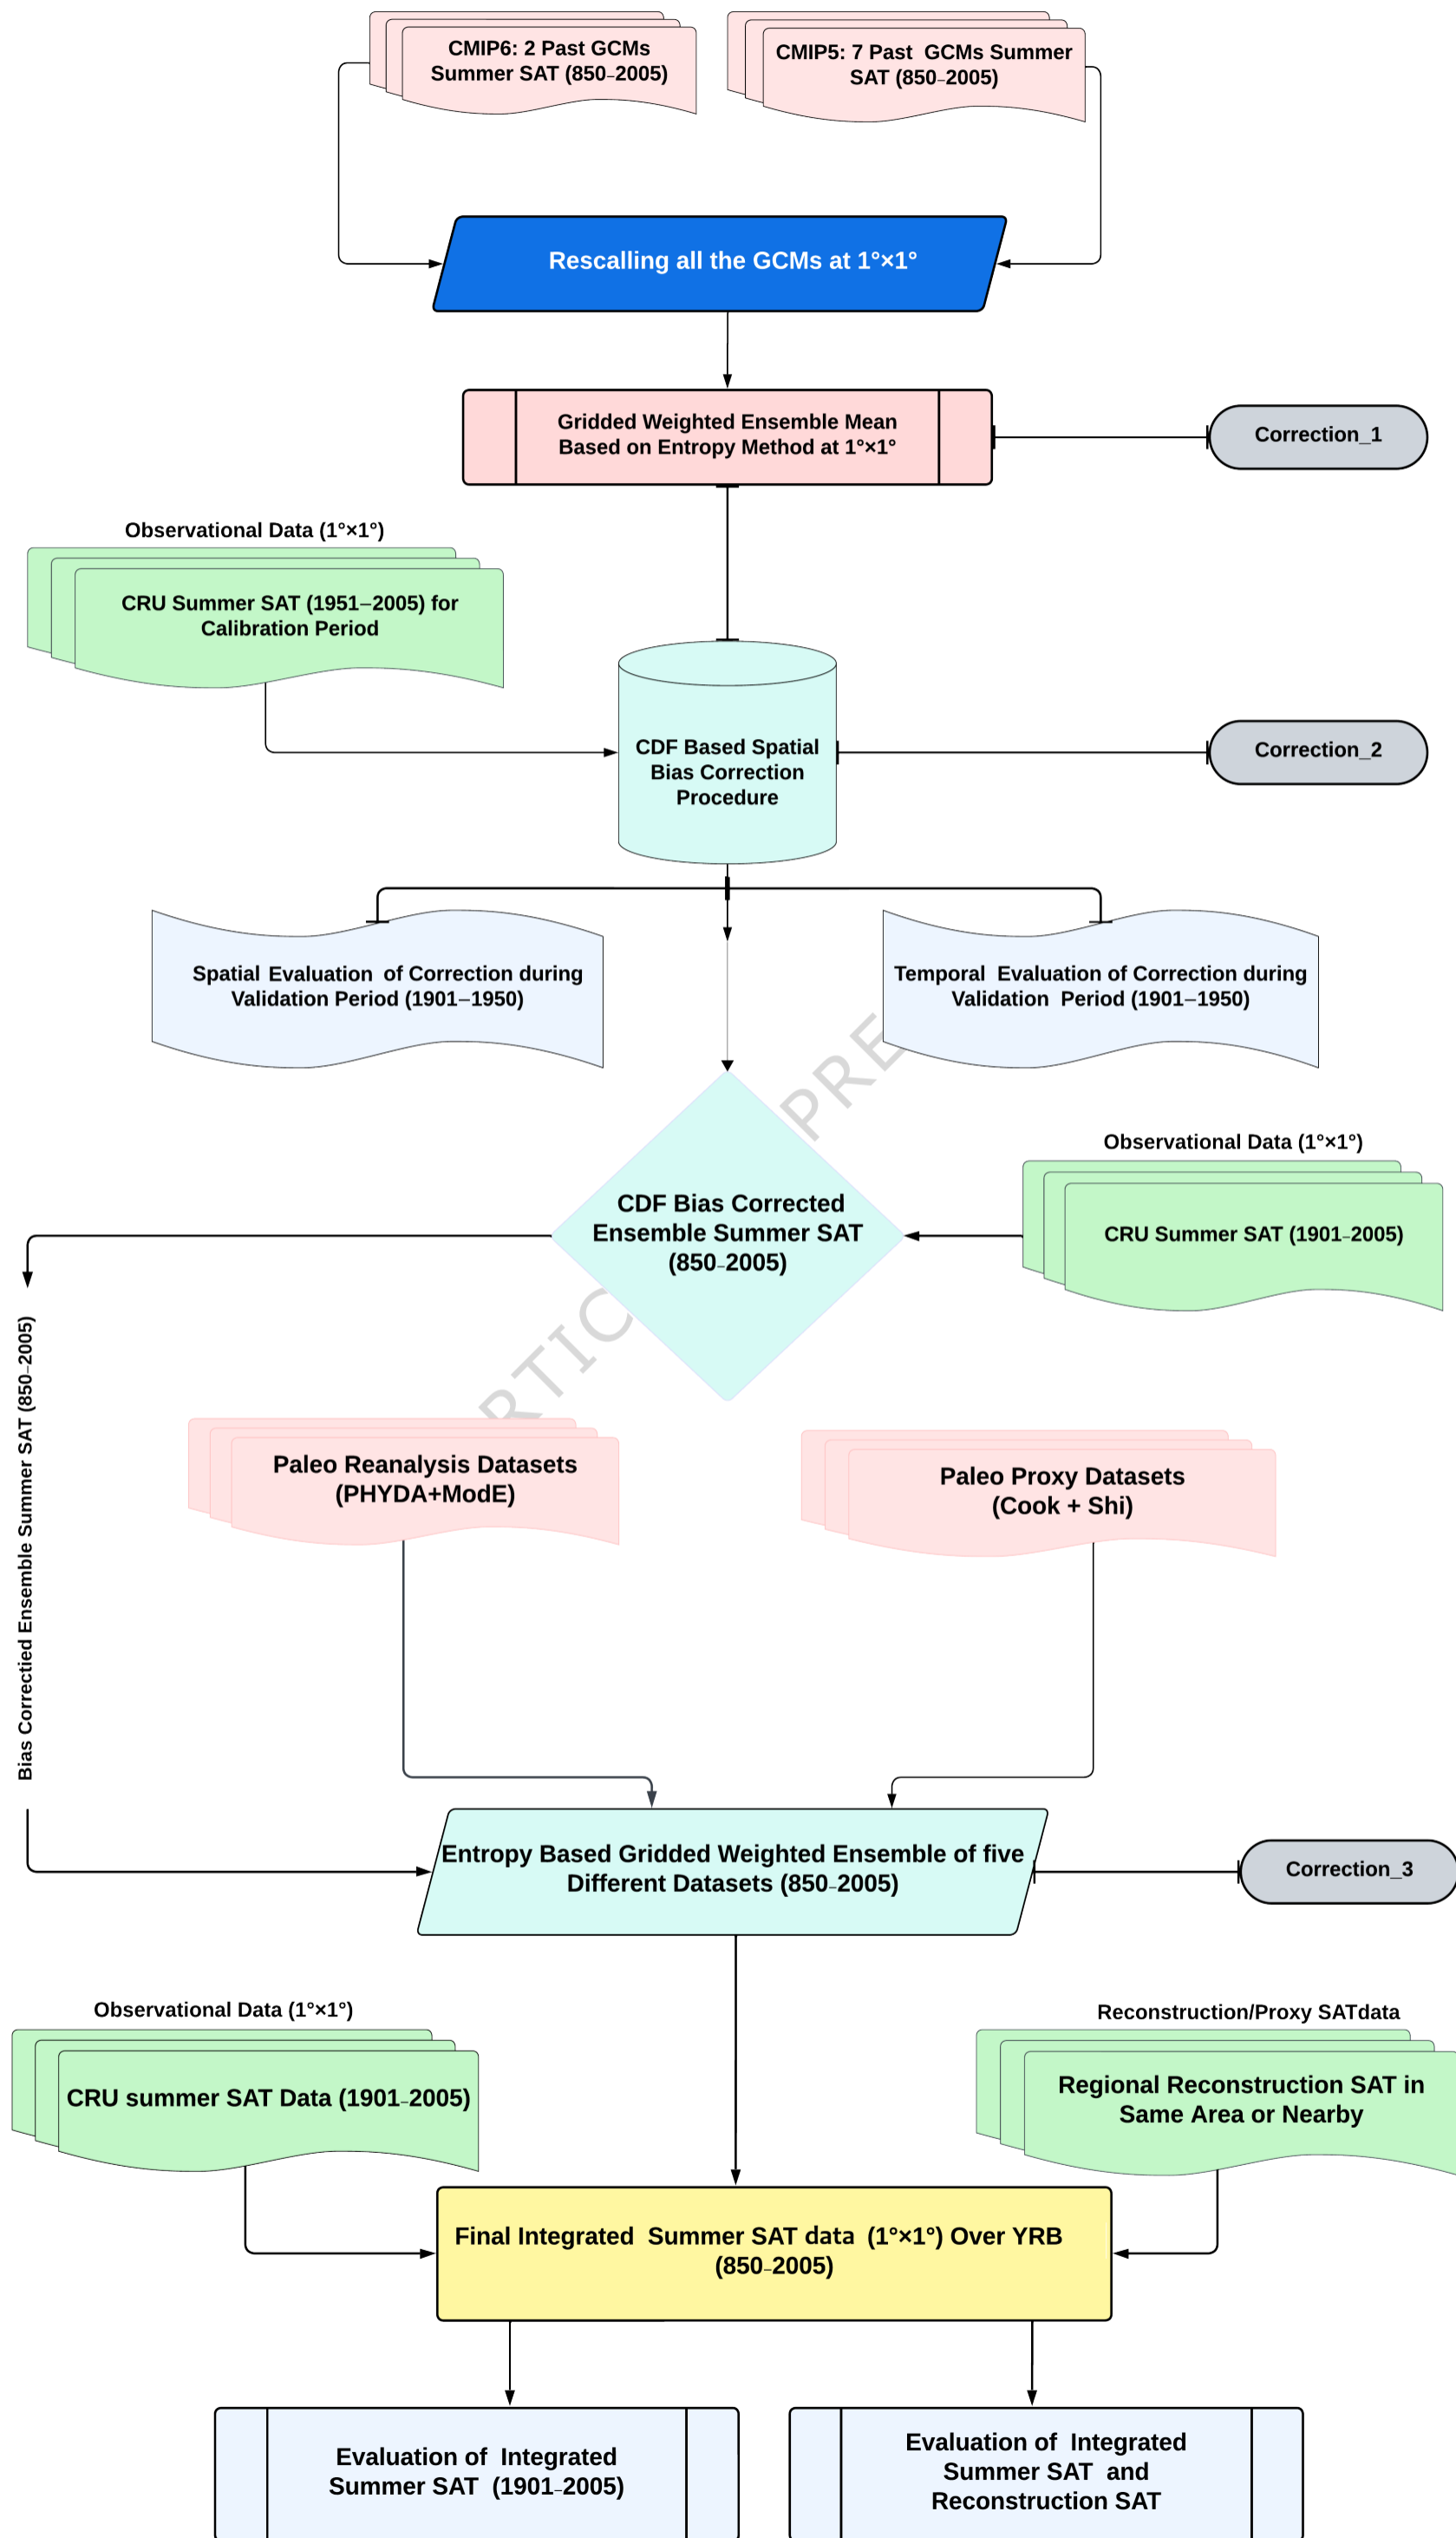 CMIP6: 2 Past GCMs
Summer SAT (850–2005)
CMIP5: 7 Past GCMs Summer
SAT (850–2005)
Rescalling all the GCMs at 1°×1°
Gridded Weighted Ensemble Mean
Based on Entropy Method at 1°×1°
Correction_1
Observational Data (1°×1°)
CRU Summer SAT (1951–2005) for
Calibration Period
CDF Based Spatial
Bias Correction
Procedure
Correction_2
Spatial Evaluation of Correction during
Validation Period (1901–1950)
Temporal Evaluation of Correction during
Validation Period (1901–1950)
PRE
Observational Data (1°×1°)
CDF Bias Corrected
Ensemble Summer SAT
(850–2005)
CRU Summer SAT (1901–2005)
RTIC
Bias Correctied Ensemble Summer SAT (850–2005)
Paleo Reanalysis Datasets
(PHYDA+ModE)
Paleo Proxy Datasets
(Cook + Shi)
Entropy Based Gridded Weighted Ensemble of five
Different Datasets (850–2005)
Correction_3
Observational Data (1°×1°)
Reconstruction/Proxy SATdata
CRU summer SAT Data (1901–2005)
Regional Reconstruction SAT in
Same Area or Nearby
Final Integrated Summer SAT data (1°×1°) Over YRB
(850–2005)
Evaluation of Integrated
Summer SAT (1901–2005)
Evaluation of Integrated
Summer SAT and
Reconstruction SAT